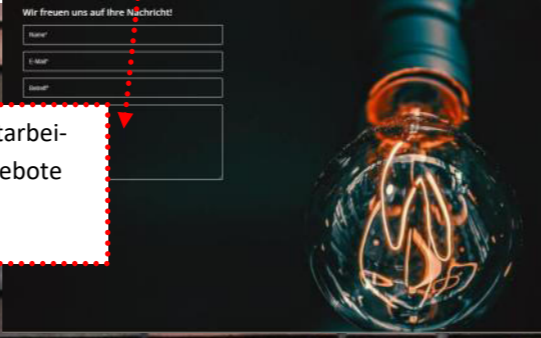 Wir freuen uns auf Ihre Nachricht!
Name*
E-Mail*
Betreff*
tarbei-
ebote